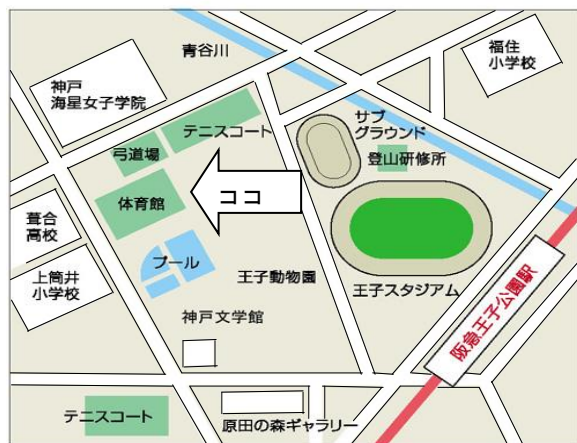 青谷川
福住
小学校
神戸
海星女子学院
サブ
グラウンド
テニスコート
弓道場
登山研修所
体育館
ココ
葺合
高校
プール
上筒井
小学校
王子動物園
王子スタジアム
阪急王子公園駅
神戸文学館
テニスコート
原田の森ギャラリー